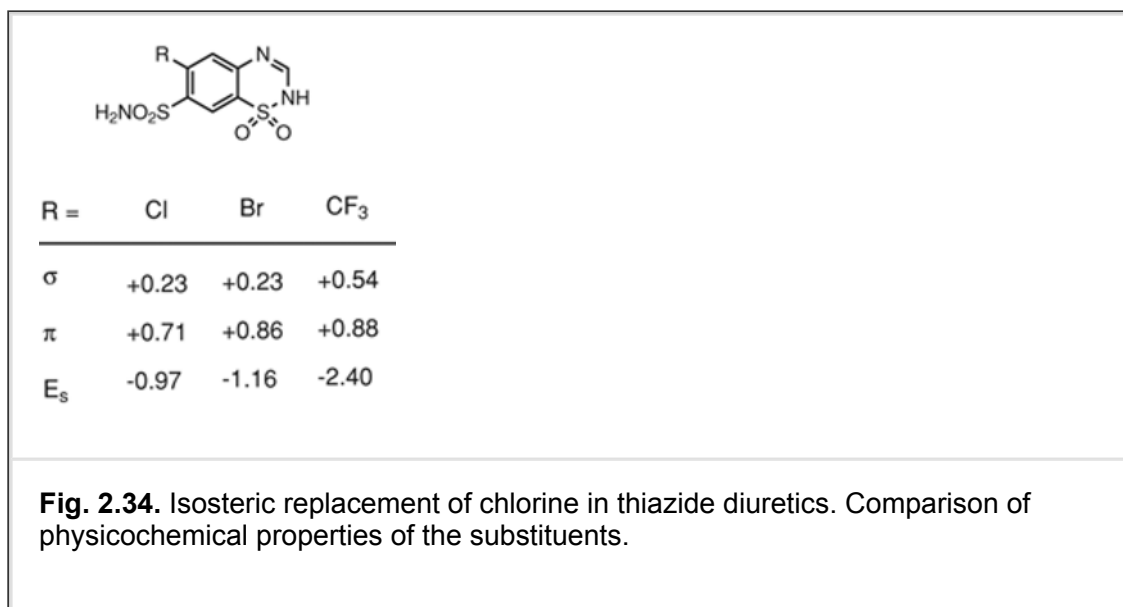 R
N
NH
H₂NO₂S
S
O O
R = Cl Br CF₃
σ +0.23 +0.23 +0.54
π +0.71 +0.86 +0.88
Eₛ -0.97 -1.16 -2.40
Fig. 2.34. Isosteric replacement of chlorine in thiazide diuretics. Comparison of
physicochemical properties of the substituents.